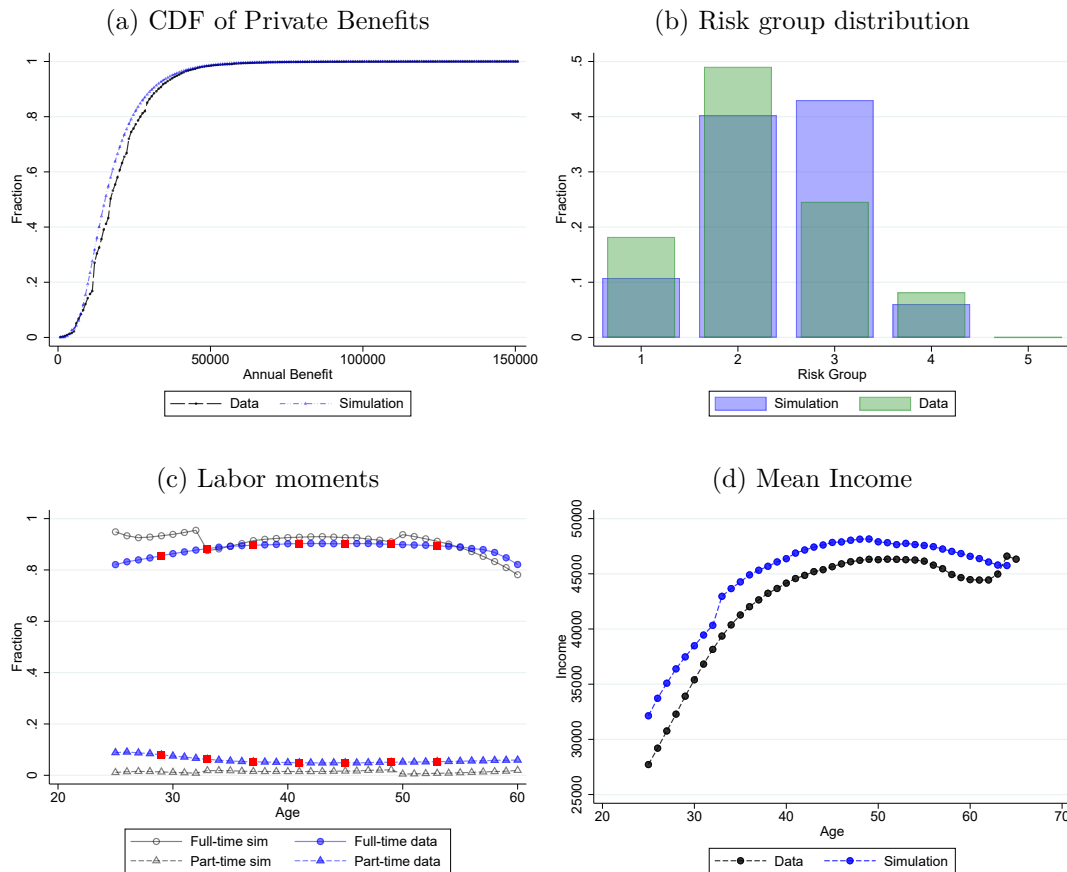 (a) CDF of Private Benefits
Fraction
0 .2 .4 .6 .8 1
0 50000 100000 150000
Annual Benefit
Data Simulation
(b) Risk group distribution
Fraction
0 .1 .2 .3 .4 .5
1 2 3 4 5
Risk Group
Simulation Data
(c) Labor moments
Fraction
0 .2 .4 .6 .8 1
20 30 40 50 60
Age
Full-time sim Full-time data
Part-time sim Part-time data
(d) Mean Income
Income
25000 30000 35000 40000 45000 50000
20 30 40 50 60 70
Age
Data Simulation